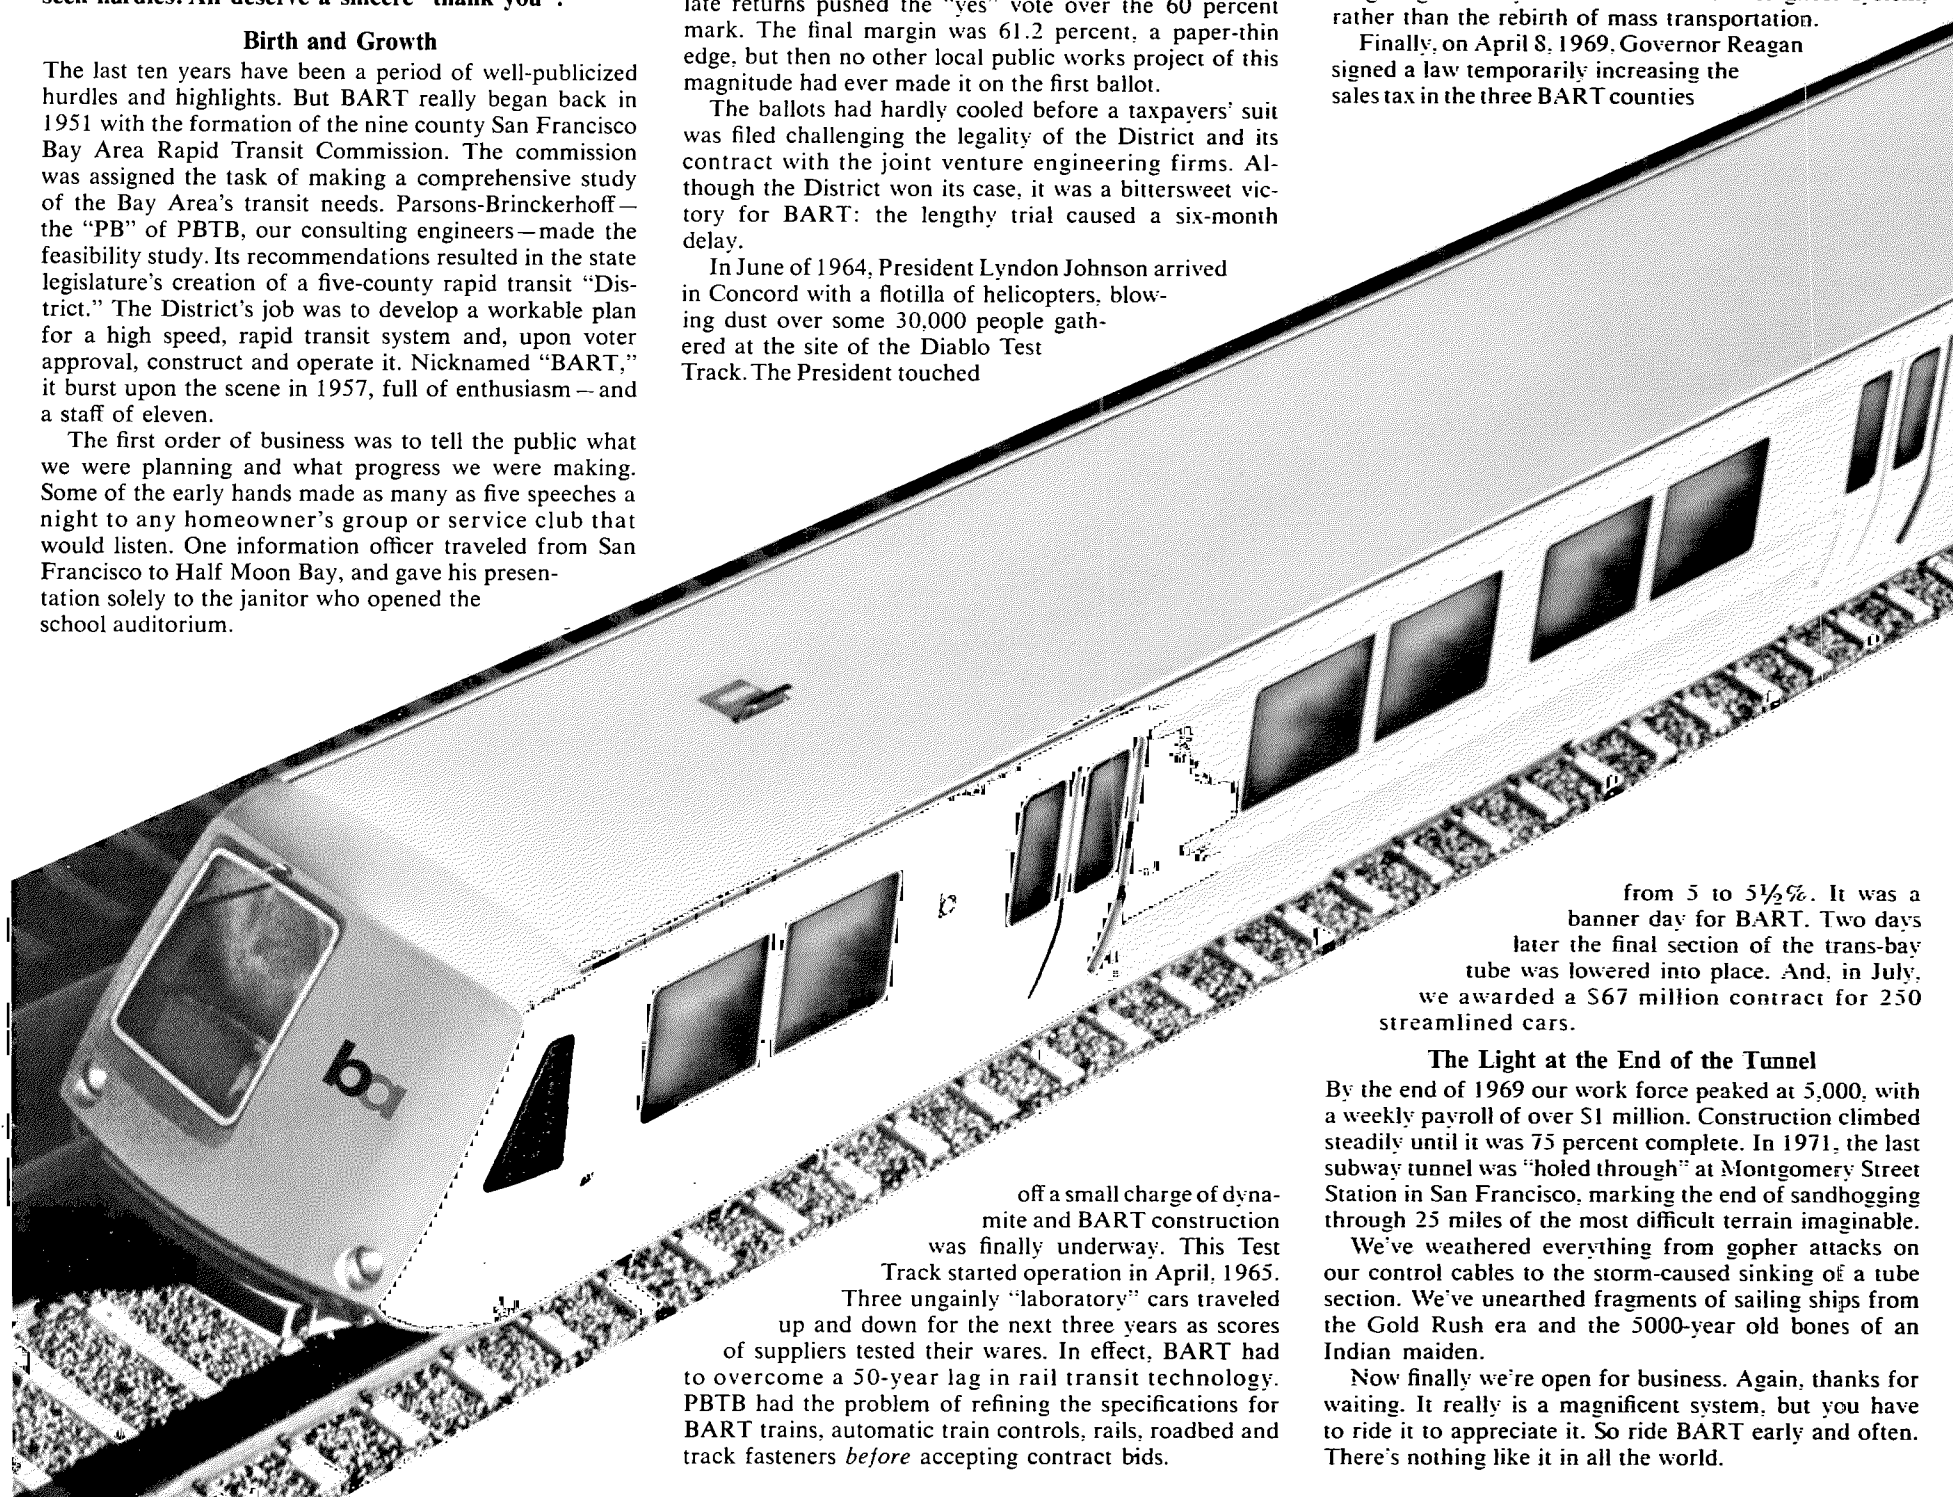 seen hurdles. All deserve a sincere "thank you".
Birth and Growth
The last ten years have been a period of well-publicized
hurdles and highlights. But BART really began back in
1951 with the formation of the nine county San Francisco
Bay Area Rapid Transit Commission. The commission
was assigned the task of making a comprehensive study
of the Bay Area's transit needs. Parsons-Brinckerhoff—
the "PB" of PBTB, our consulting engineers—made the
feasibility study. Its recommendations resulted in the state
legislature's creation of a five-county rapid transit "Dis-
trict." The District's job was to develop a workable plan
for a high speed, rapid transit system and, upon voter
approval, construct and operate it. Nicknamed "BART,"
it burst upon the scene in 1957, full of enthusiasm—and
a staff of eleven.
The first order of business was to tell the public what
we were planning and what progress we were making.
Some of the early hands made as many as five speeches a
night to any homeowner's group or service club that
would listen. One information officer traveled from San
Francisco to Half Moon Bay, and gave his presen-
tation solely to the janitor who opened the
school auditorium.
late returns pushed the "yes" vote over the 60 percent
mark. The final margin was 61.2 percent, a paper-thin
edge, but then no other local public works project of this
magnitude had ever made it on the first ballot.
The ballots had hardly cooled before a taxpayers' suit
was filed challenging the legality of the District and its
contract with the joint venture engineering firms. Al-
though the District won its case, it was a bittersweet vic-
tory for BART: the lengthy trial caused a six-month
delay.
In June of 1964, President Lyndon Johnson arrived
in Concord with a flotilla of helicopters, blow-
ing dust over some 30,000 people gath-
ered at the site of the Diablo Test
Track. The President touched
off a small charge of dyna-
mite and BART construction
was finally underway. This Test
Track started operation in April, 1965.
Three ungainly "laboratory" cars traveled
up and down for the next three years as scores
of suppliers tested their wares. In effect, BART had
to overcome a 50-year lag in rail transit technology.
PBTB had the problem of refining the specifications for
BART trains, automatic train controls, rails, roadbed and
track fasteners before accepting contract bids.
rather than the rebirth of mass transportation.
Finally, on April 8, 1969, Governor Reagan
signed a law temporarily increasing the
sales tax in the three BART counties
from 5 to 5½%. It was a
banner day for BART. Two days
later the final section of the trans-bay
tube was lowered into place. And, in July,
we awarded a $67 million contract for 250
streamlined cars.
The Light at the End of the Tunnel
By the end of 1969 our work force peaked at 5,000, with
a weekly payroll of over $1 million. Construction climbed
steadily until it was 75 percent complete. In 1971, the last
subway tunnel was "holed through" at Montgomery Street
Station in San Francisco, marking the end of sandhogging
through 25 miles of the most difficult terrain imaginable.
We've weathered everything from gopher attacks on
our control cables to the storm-caused sinking of a tube
section. We've unearthed fragments of sailing ships from
the Gold Rush era and the 5000-year old bones of an
Indian maiden.
Now finally we're open for business. Again, thanks for
waiting. It really is a magnificent system, but you have
to ride it to appreciate it. So ride BART early and often.
There's nothing like it in all the world.
ba